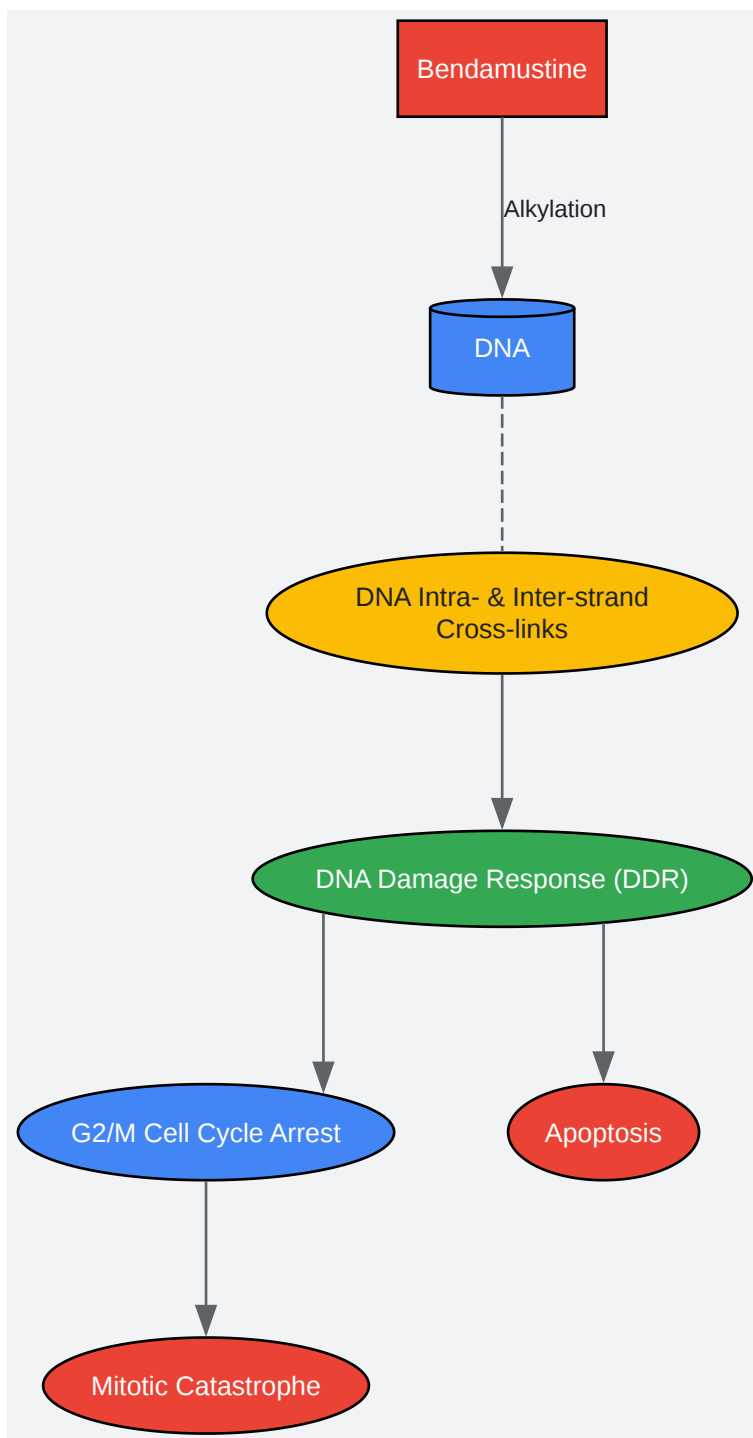 Bendamustine
Alkylation
DNA
DNA Intra- & Inter-strand
Cross-links
DNA Damage Response (DDR)
G2/M Cell Cycle Arrest
Apoptosis
Mitotic Catastrophe